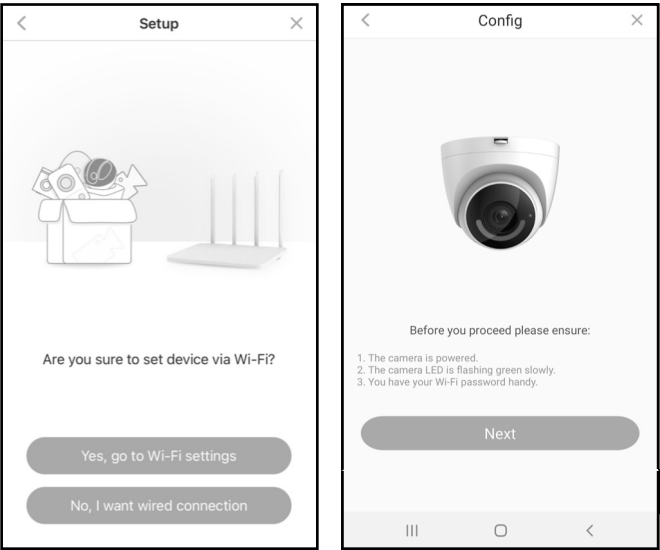 Setup
Are you sure to set device via Wi-Fi?
Yes, go to Wi-Fi settings
No, I want wired connection
Config
Before you proceed please ensure:
1. The camera is powered.
2. The camera LED is flashing green slowly.
3. You have your Wi-Fi password handy.
Next